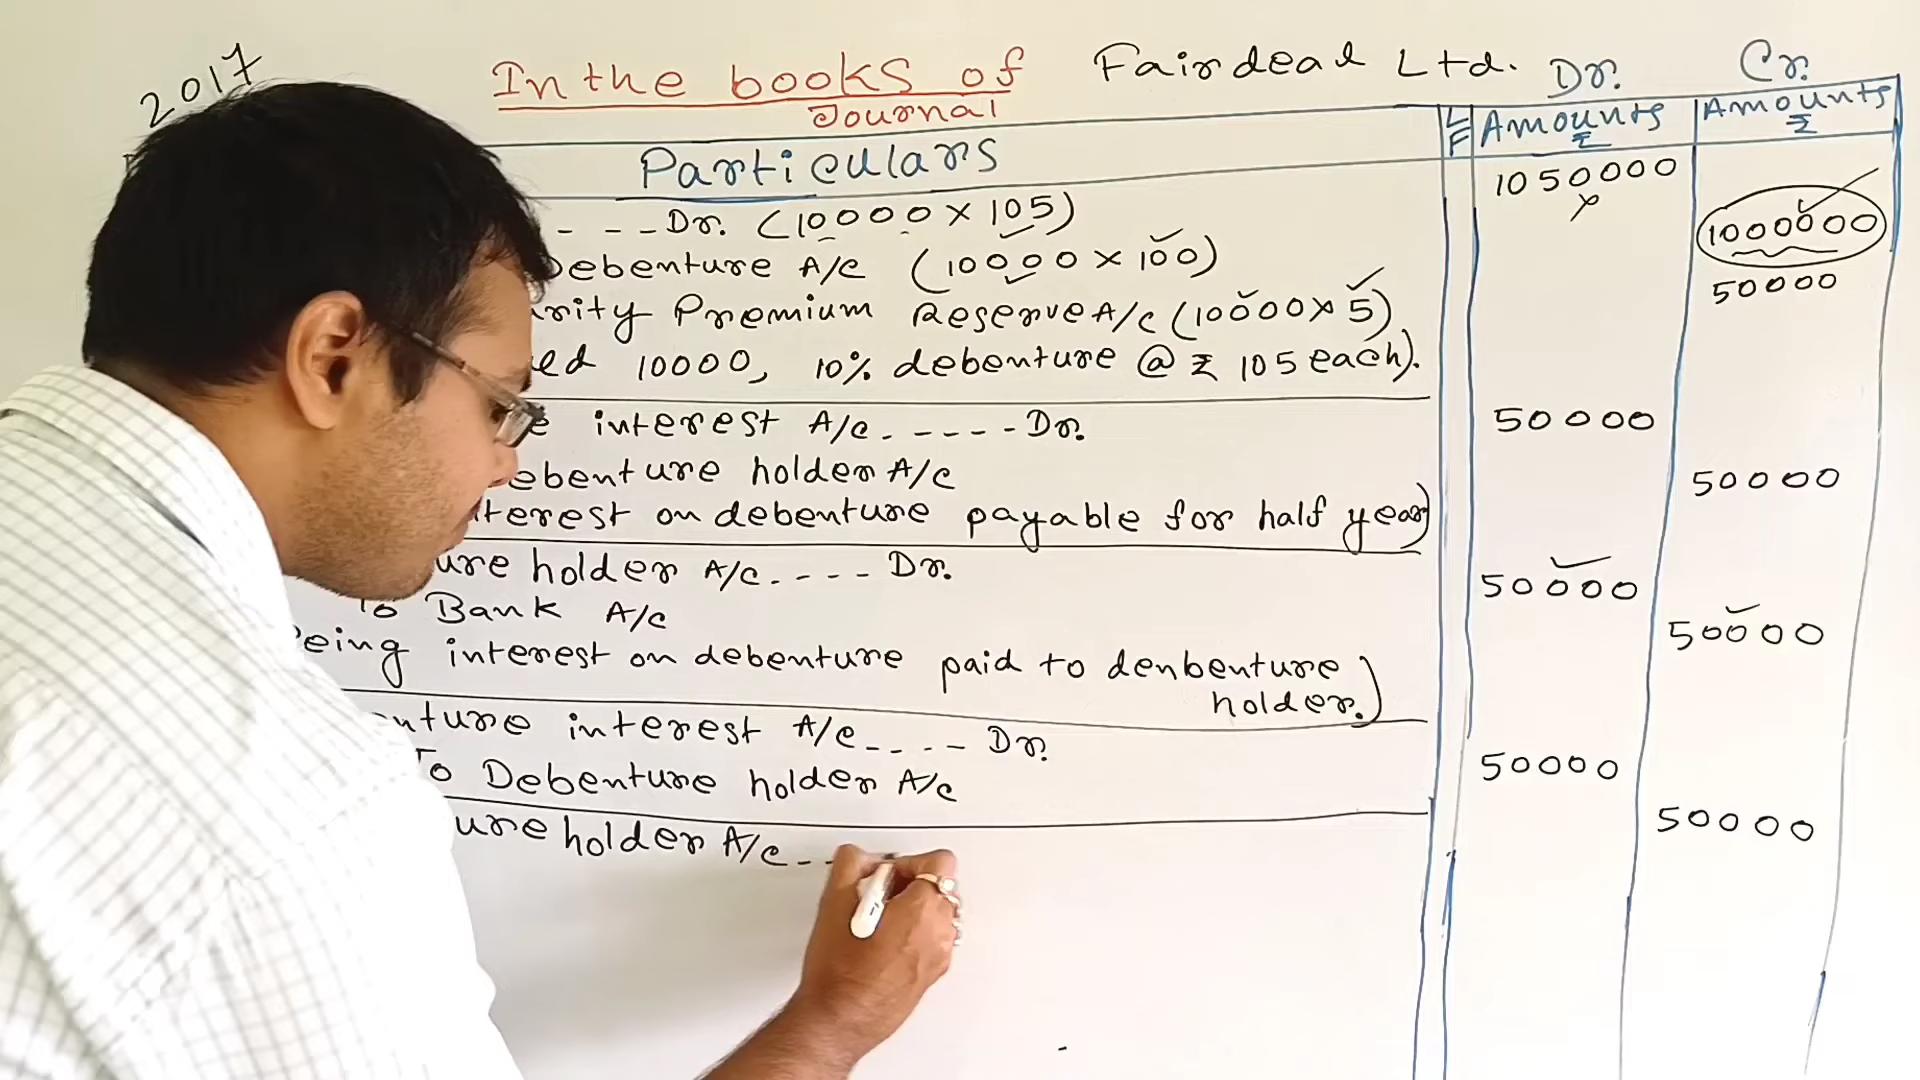 2017
In the books of Fairdeal Ltd.
Journal
Dr. Cr.
Particulars L F Amounts ₹ Amounts ₹
- - - Dr. (10000 × 105) 1050000
Debenture A/c (10000 × 100) 1000000
urity Premium Reserve A/c (10000 × 5) 50000
ed 10000, 10% debenture @ ₹ 105 each).
e interest A/c. - - - - Dr. 50000
ebenture holder A/c 50000
terest on debenture payable for half year)
ure holder A/c. - - - Dr. 50000
To Bank A/c 50000
eing interest on debenture paid to denbenture
holder.)
nture interest A/c - - - - Dr. 50000
To Debenture holder A/c 50000
ure holder A/c - -